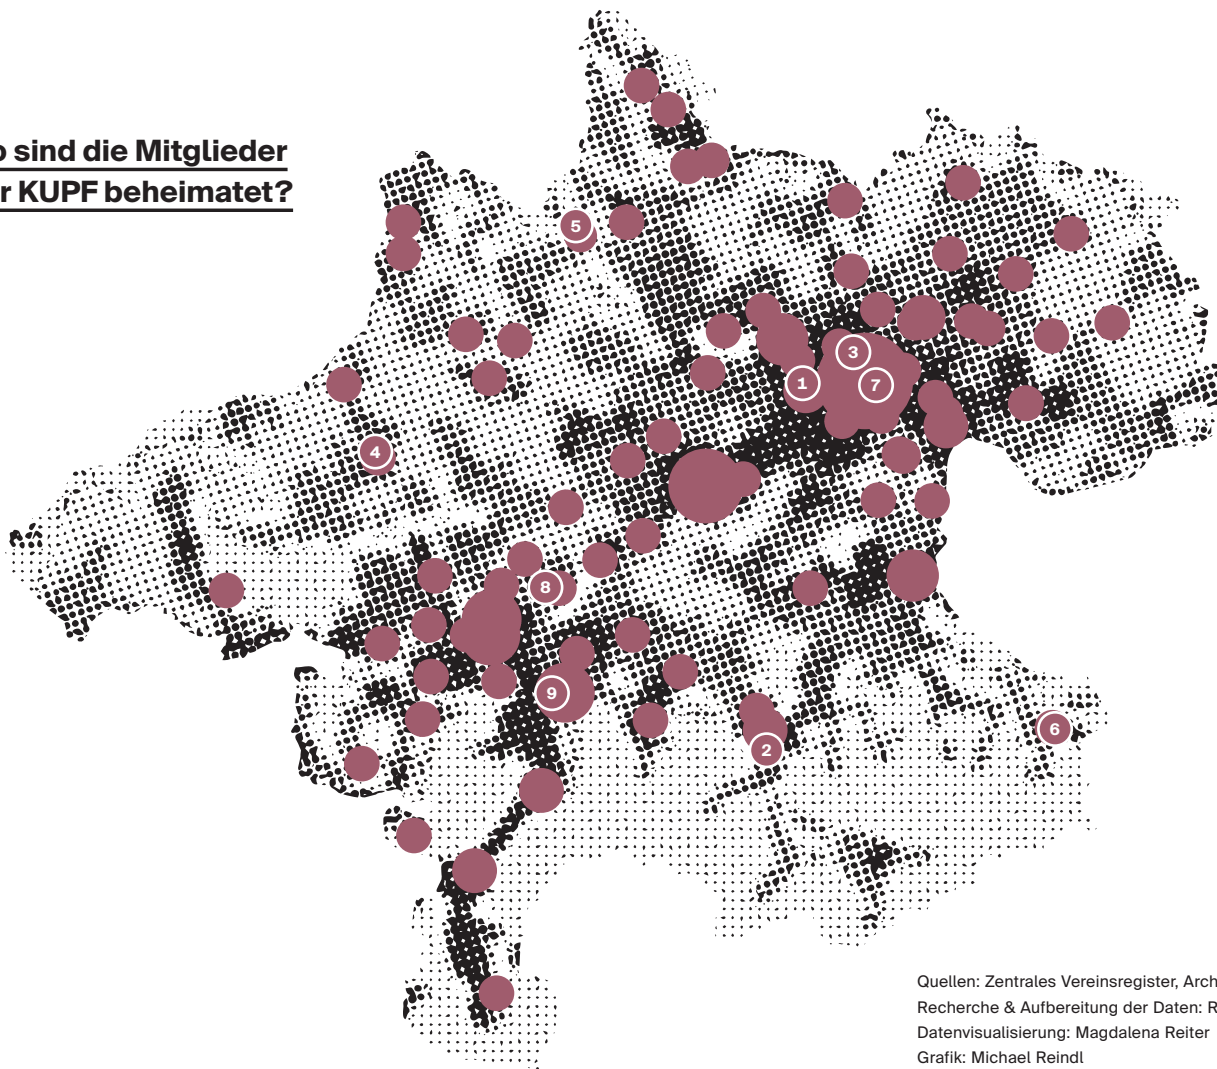 o sind die Mitglieder
r KUPF beheimatet?
5
3
1
7
4
8
9
2
6
Quellen: Zentrales Vereinsregister, Arch
Recherche & Aufbereitung der Daten: R
Datenvisualisierung: Magdalena Reiter
Grafik: Michael Reindl